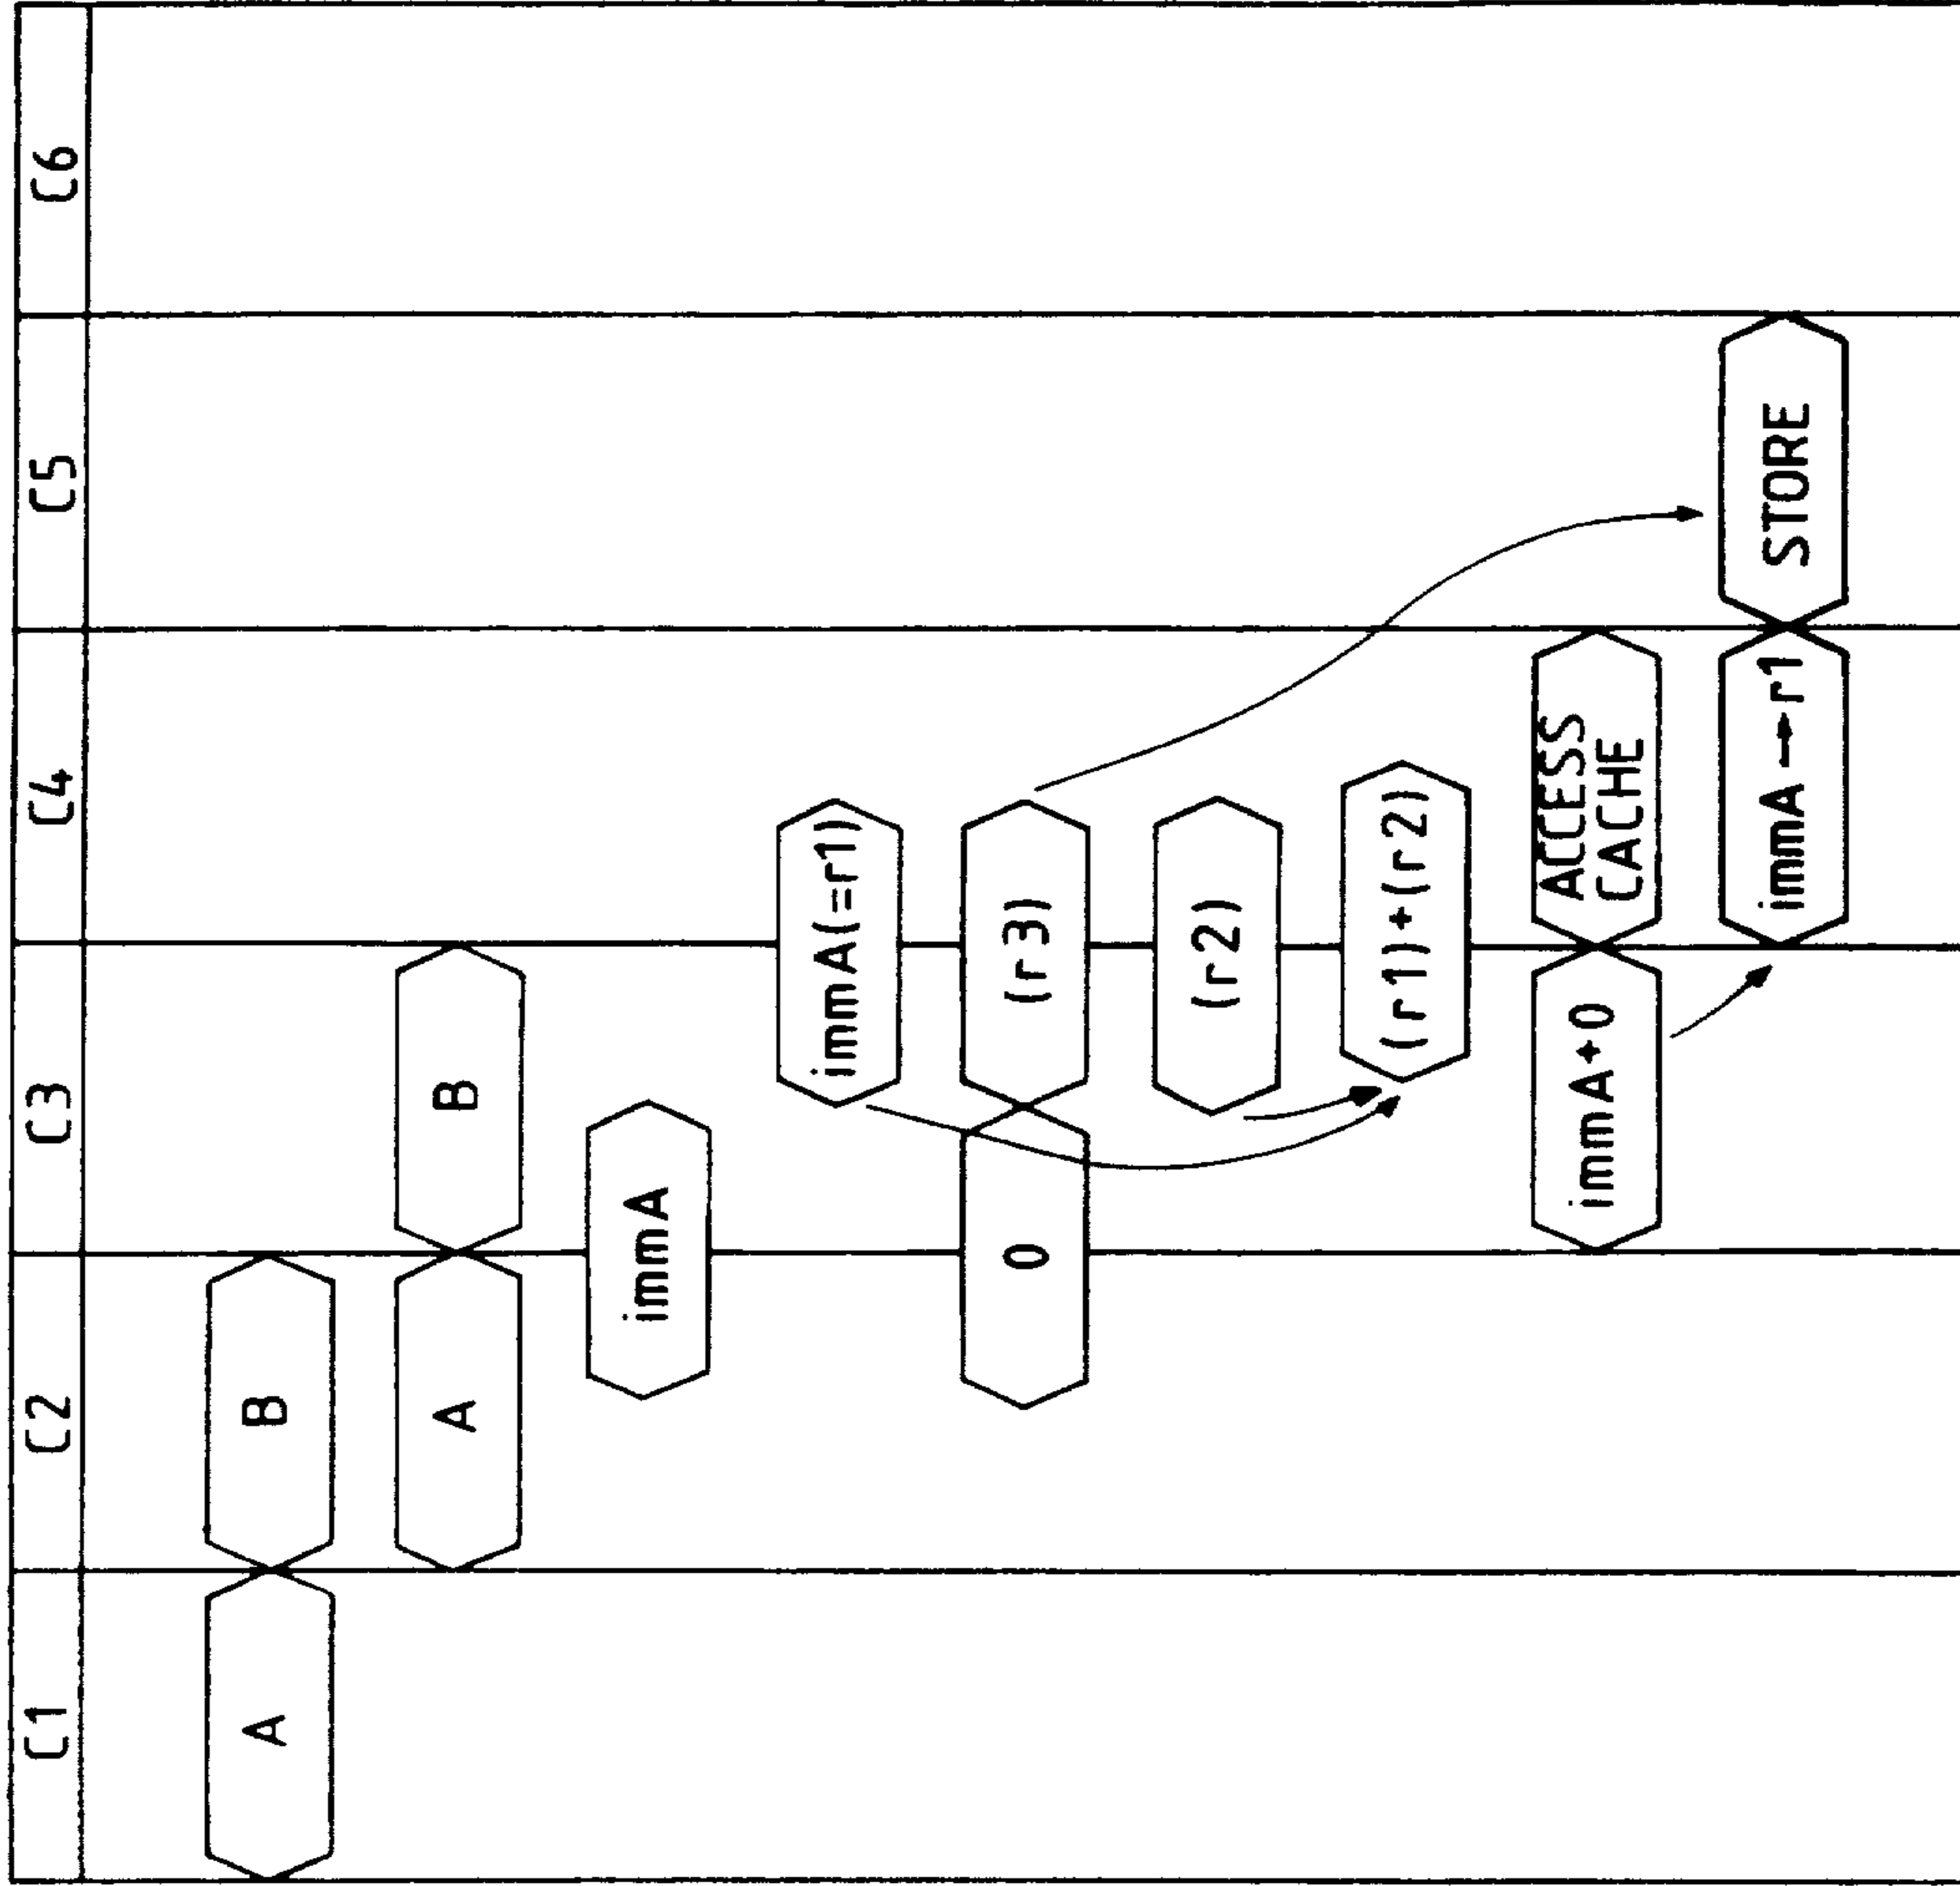 C1 C2 C3 C4 C5 C6
A B
A B
immA
immA(=r1)
0 (r3)
(r2)
(r1)+(r2)
immA+0 ACCESS
CACHE
immA→r1 STORE